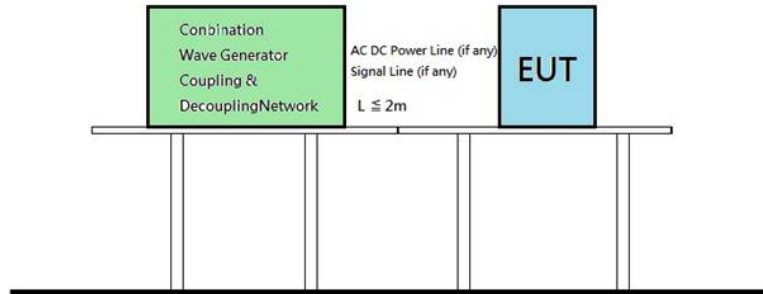 Conbination
Wave Generator
Coupling &
DecouplingNetwork
AC DC Power Line (if any)
Signal Line (if any)
L ≦ 2m
EUT